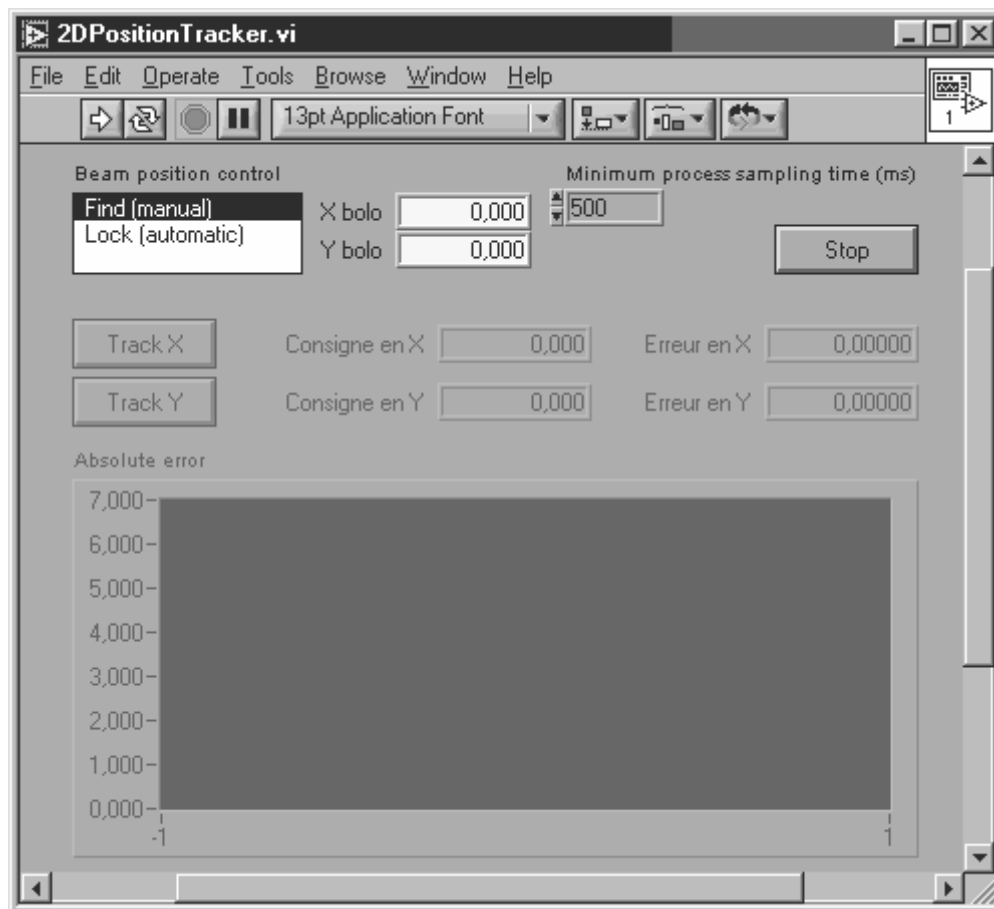 2DPositionTracker.vi
File Edit Operate Tools Browse Window Help
13pt Application Font
1
Beam position control
Minimum process sampling time (ms)
Find (manual)
Lock (automatic)
X bolo 0,000
Y bolo 0,000
500
Stop
Track X Consigne en X 0,000 Erreur en X 0,00000
Track Y Consigne en Y 0,000 Erreur en Y 0,00000
Absolute error
7,000
6,000
5,000
4,000
3,000
2,000
1,000
0,000
-1 1